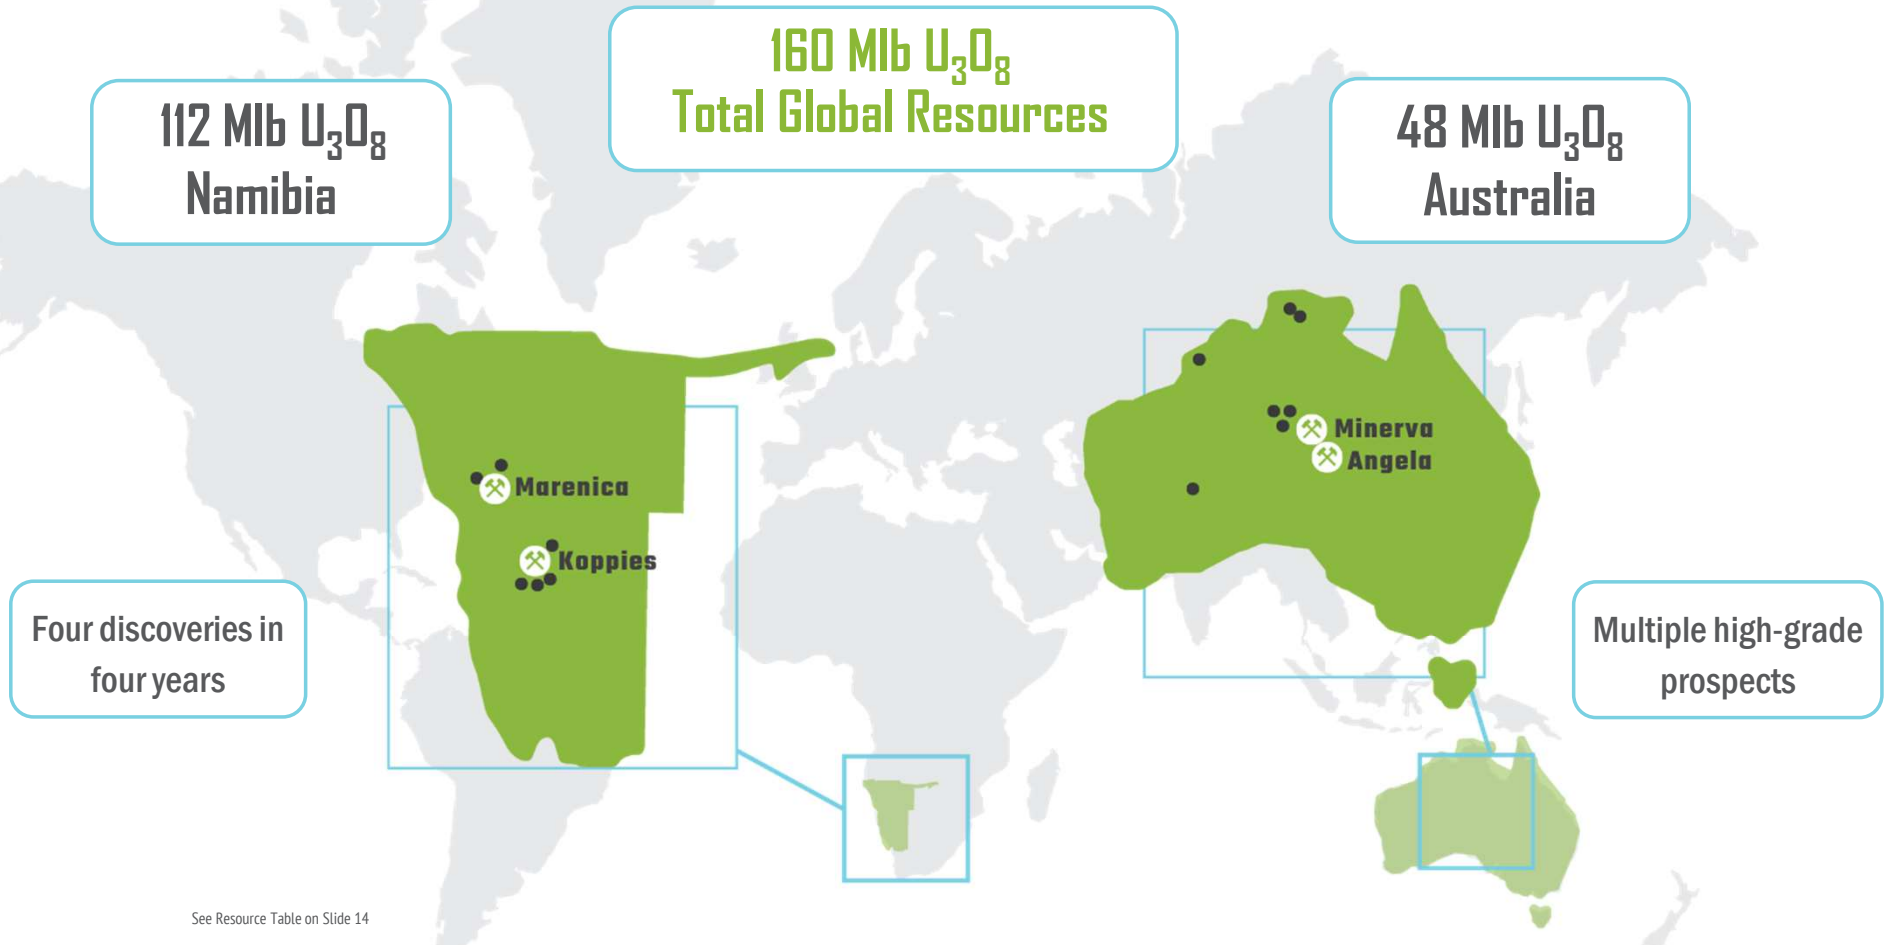 160 Mlb U₃O₈
Total Global Resources
112 Mlb U₃O₈
Namibia
48 Mlb U₃O₈
Australia
Minerva
Angela
Marenica
Koppies
Four discoveries in
four years
Multiple high-grade
prospects
See Resource Table on Slide 14